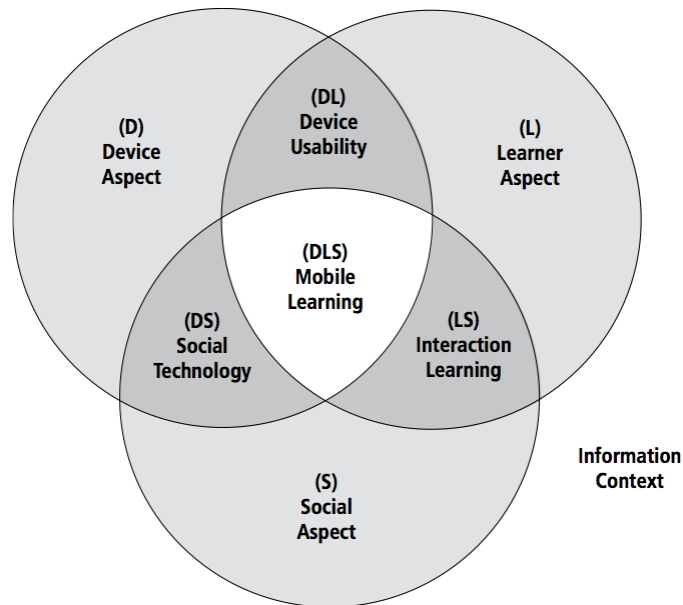 (DL)
Device
Usability
(D)
Device
Aspect
(L)
Learner
Aspect
(DLS)
Mobile
Learning
(DS)
Social
Technology
(LS)
Interaction
Learning
Information
Context
(S)
Social
Aspect